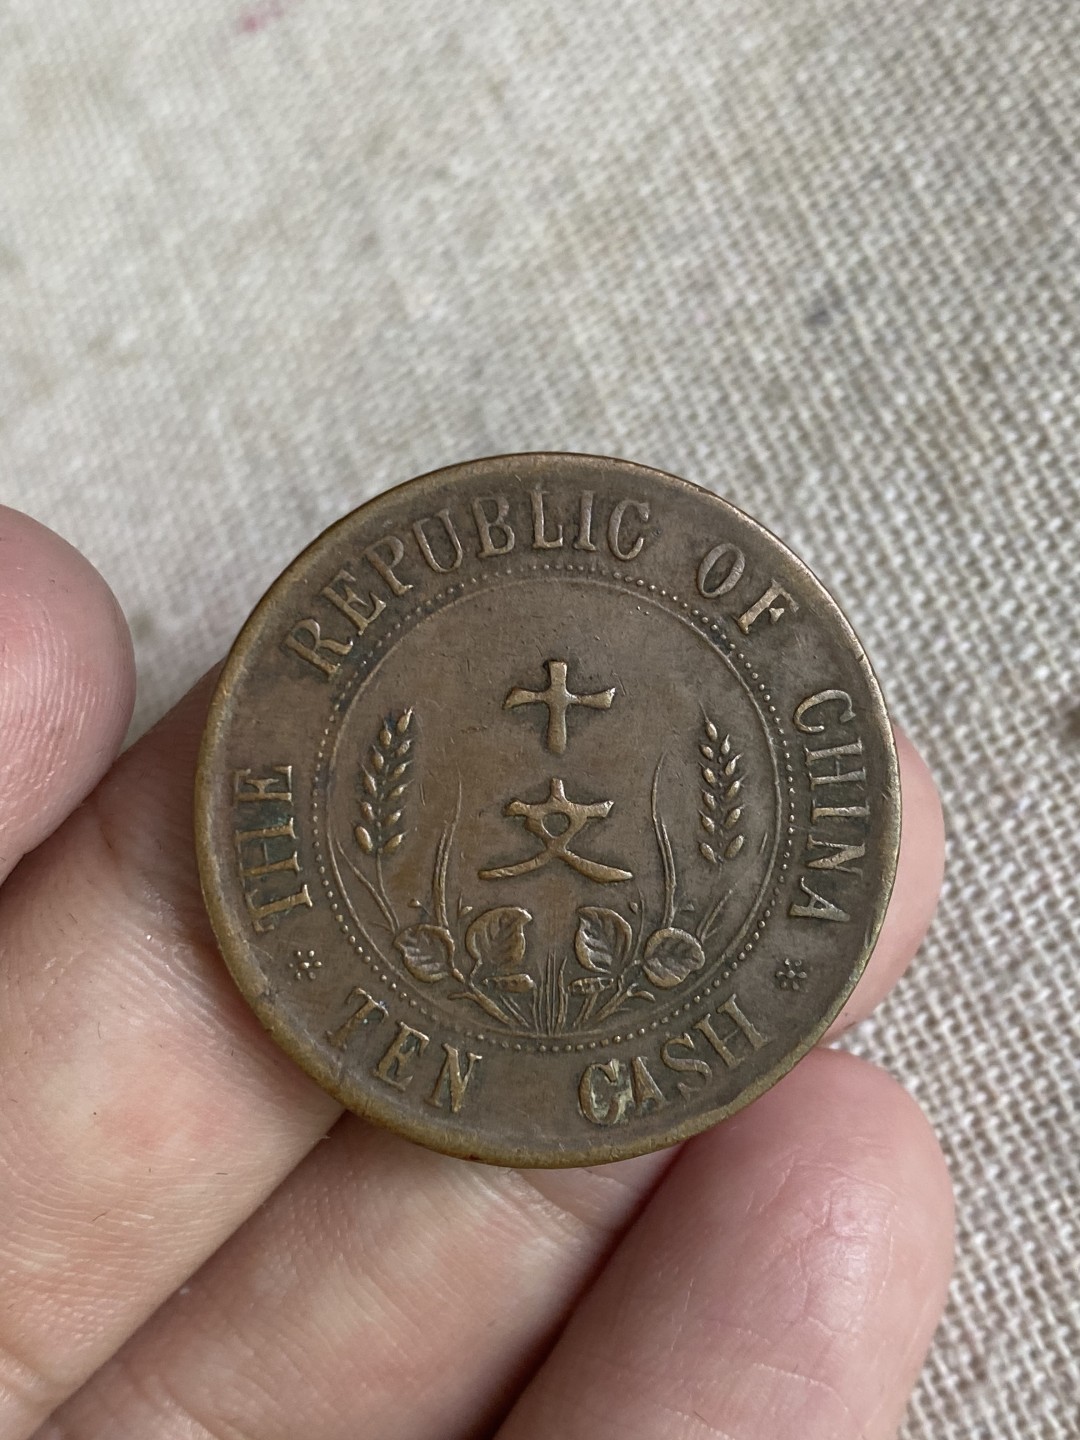 THE REPUBLIC OF CHINA
十
文
TEN CASH